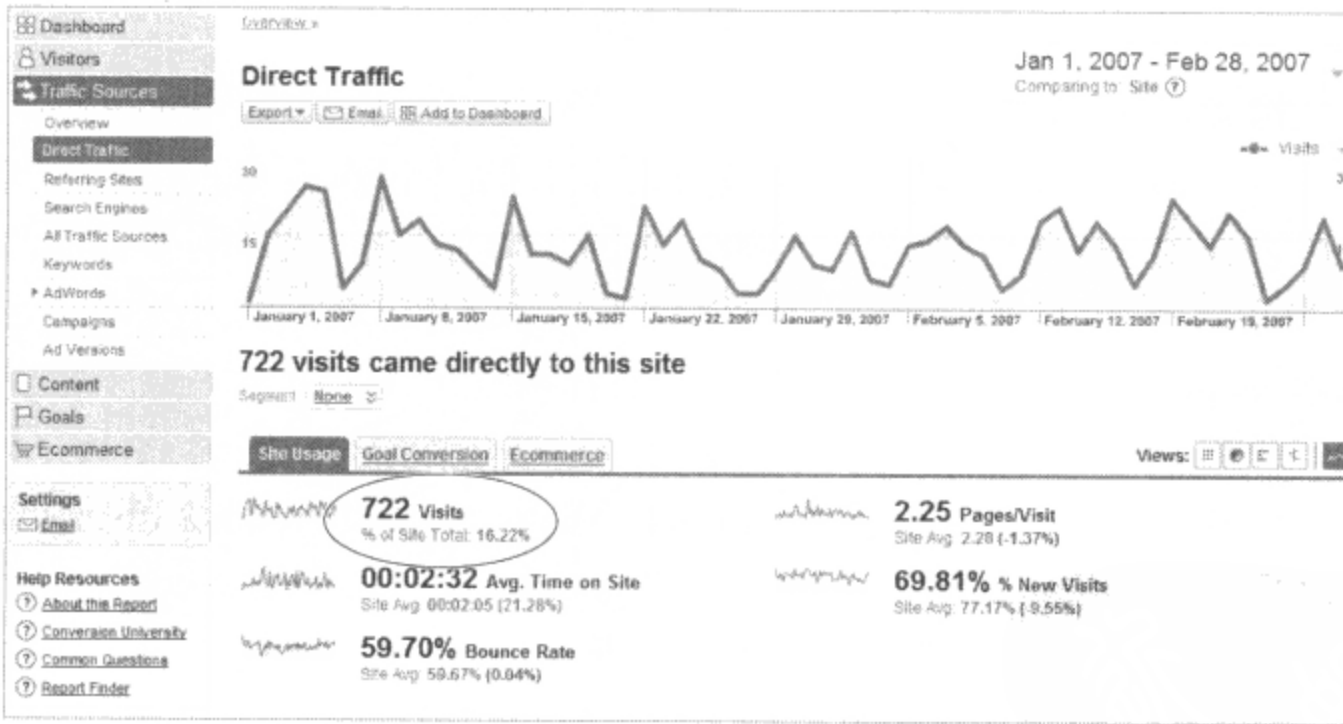 Dashboard
Visitors
Traffic Sources
Overview
Direct Traffic
Referring Sites
Search Engines
All Traffic Sources
Keywords
AdWords
Campaigns
Ad Versions
Content
Goals
Ecommerce
Settings
Email
Help Resources
? About this Report
? Conversion University
? Common Questions
? Report Finder
Overview »
Direct Traffic
Jan 1, 2007 - Feb 28, 2007
Comparing to: Site ?
Export Email Add to Dashboard
Visits
30
15
January 1, 2007 January 8, 2007 January 15, 2007 January 22, 2007 January 29, 2007 February 5, 2007 February 12, 2007 February 19, 2007
722 visits came directly to this site
Segment: None
Site Usage Goal Conversion Ecommerce Views:
722 Visits
% of Site Total: 16.22%
2.25 Pages/Visit
Site Avg: 2.28 (-1.37%)
00:02:32 Avg. Time on Site
Site Avg: 00:02:05 (21.28%)
69.81% % New Visits
Site Avg: 77.17% (-9.55%)
59.70% Bounce Rate
Site Avg: 59.67% (0.04%)